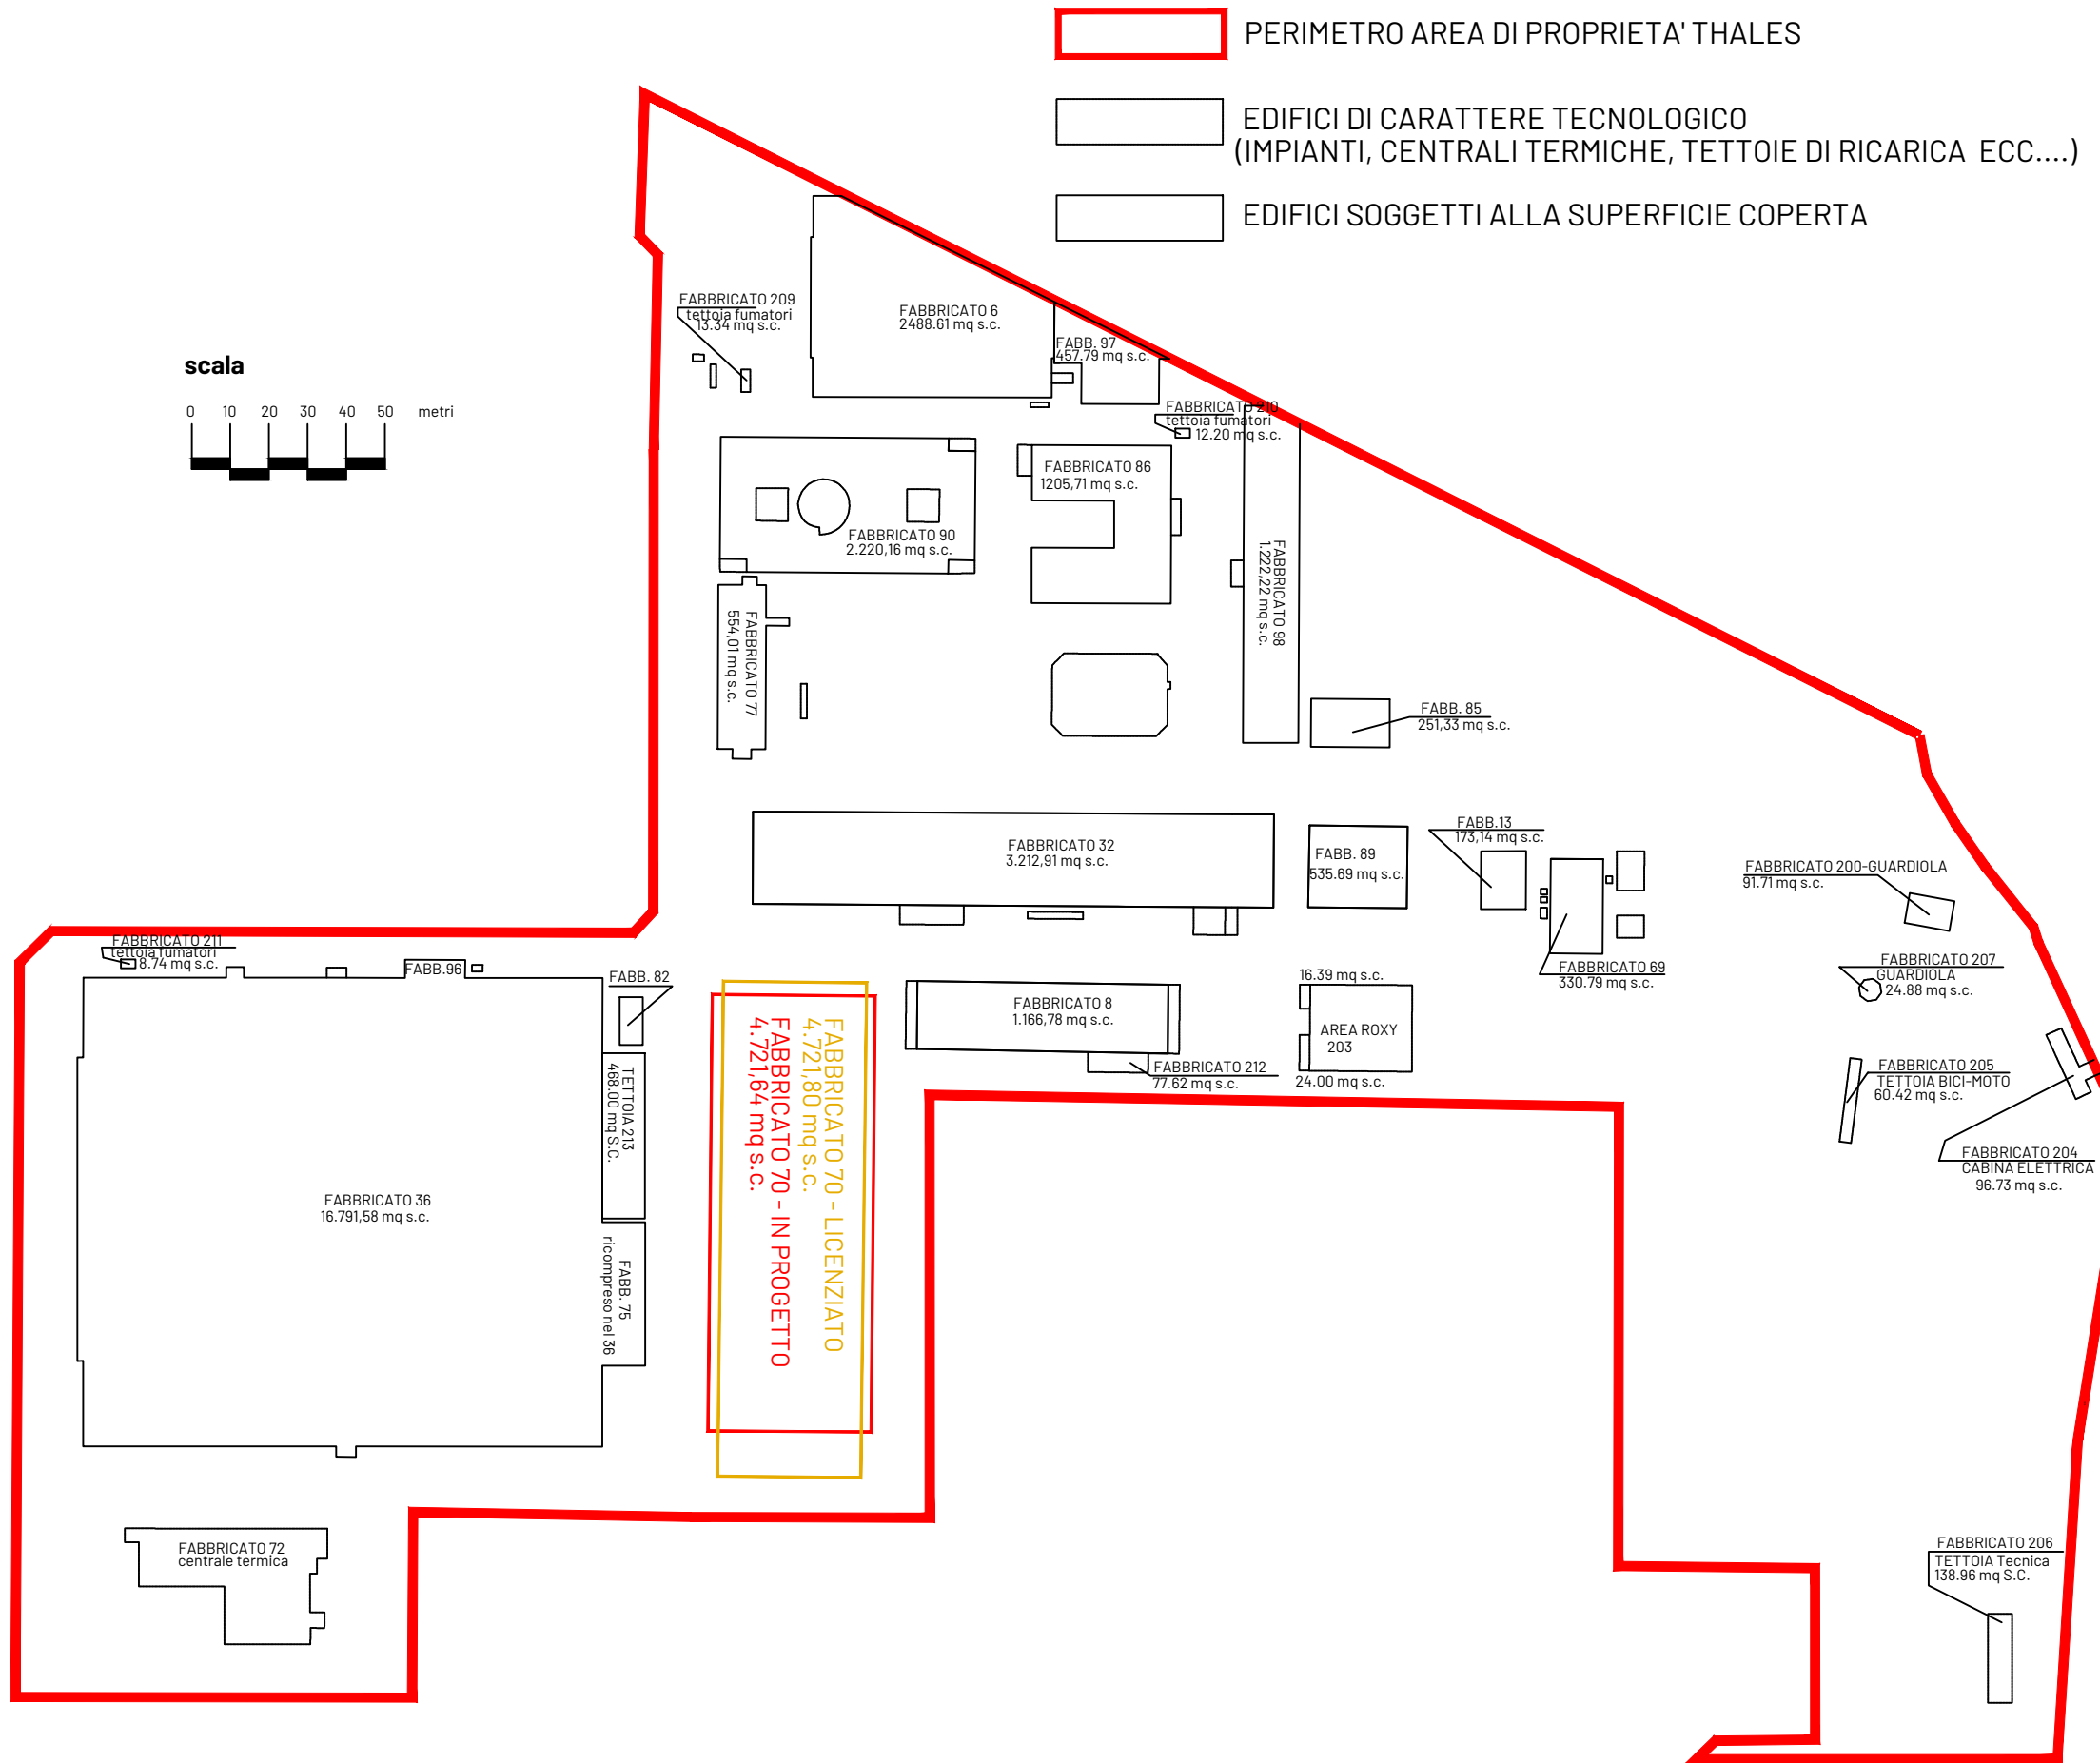 PERIMETRO AREA DI PROPRIETA' THALES
EDIFICI DI CARATTERE TECNOLOGICO
(IMPIANTI, CENTRALI TERMICHE, TETTOIE DI RICARICA ECC....)
EDIFICI SOGGETTI ALLA SUPERFICIE COPERTA
scala
0 10 20 30 40 50 metri
FABBRICATO 209
tettoia fumatori
13.34 mq s.c.
FABBRICATO 6
2488.61 mq s.c.
FABB. 97
457.79 mq s.c.
FABBRICATO 210
tettoia fumatori
12.20 mq s.c.
FABBRICATO 86
1205,71 mq s.c.
FABBRICATO 90
2.220,16 mq s.c.
FABBRICATO 98
1.222,22 mq s.c.
FABBRICATO 77
554,01 mq s.c.
FABB. 85
251,33 mq s.c.
FABBRICATO 32
3.212,91 mq s.c.
FABB. 89
535.69 mq s.c.
FABB.13
173,14 mq s.c.
FABBRICATO 200-GUARDIOLA
91.71 mq s.c.
FABBRICATO 211
tettoia fumatori
8.74 mq s.c.
FABB.96
FABB. 82
FABBRICATO 69
330.79 mq s.c.
FABBRICATO 207
GUARDIOLA
24.88 mq s.c.
FABBRICATO 8
1.166,78 mq s.c.
16.39 mq s.c.
AREA ROXY
203
24.00 mq s.c.
FABBRICATO 212
77.62 mq s.c.
FABBRICATO 205
TETTOIA BICI-MOTO
60.42 mq s.c.
TETTOIA 213
468.00 mq S.C.
FABBRICATO 70 - LICENZIATO
4.721,80 mq s.c.
FABBRICATO 70 - IN PROGETTO
4.721,64 mq s.c.
FABBRICATO 204
CABINA ELETTRICA
96.73 mq s.c.
FABBRICATO 36
16.791,58 mq s.c.
FABB. 75
ricompreso nel 36
FABBRICATO 72
centrale termica
FABBRICATO 206
TETTOIA Tecnica
138.96 mq S.C.